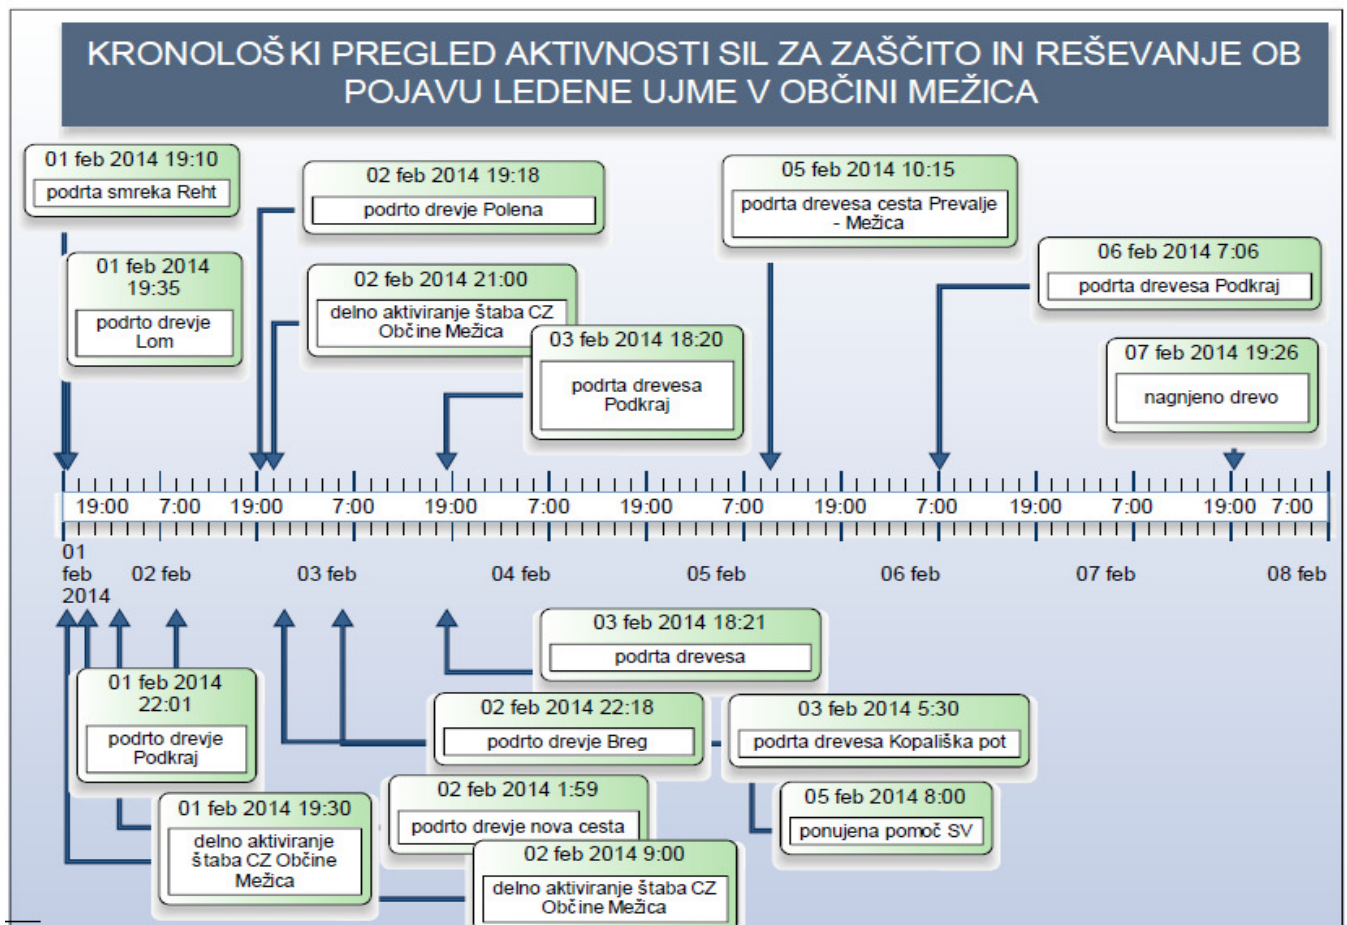 KRONOLOŠKI PREGLED AKTIVNOSTI SIL ZA ZAŠČITO IN REŠEVANJE OB
POJAVU LEDENE UJME V OBČINI MEŽICA
01 feb 2014 19:10
podrta smreka Reht
01 feb 2014
19:35
podrto drevje
Lom
02 feb 2014 19:18
podrto drevje Polena
02 feb 2014 21:00
delno aktiviranje štaba CZ
Občine Mežica
03 feb 2014 18:20
podrta drevesa
Podkraj
05 feb 2014 10:15
podrta drevesa cesta Prevalje
- Mežica
06 feb 2014 7:06
podrta drevesa Podkraj
07 feb 2014 19:26
nagnjeno drevo
19:00 7:00 19:00 7:00 19:00 7:00 19:00 7:00 19:00 7:00 19:00 7:00 19:00 7:00
01
feb
2014
02 feb 03 feb 04 feb 05 feb 06 feb 07 feb 08 feb
03 feb 2014 18:21
podrta drevesa
01 feb 2014
22:01
podrto drevje
Podkraj
02 feb 2014 22:18
podrto drevje Breg
03 feb 2014 5:30
podrta drevesa Kopališka pot
01 feb 2014 19:30
delno aktiviranje
štaba CZ Občine
Mežica
02 feb 2014 1:59
podrto drevje nova cesta
05 feb 2014 8:00
ponujena pomoč SV
02 feb 2014 9:00
delno aktiviranje štaba CZ
Občine Mežica